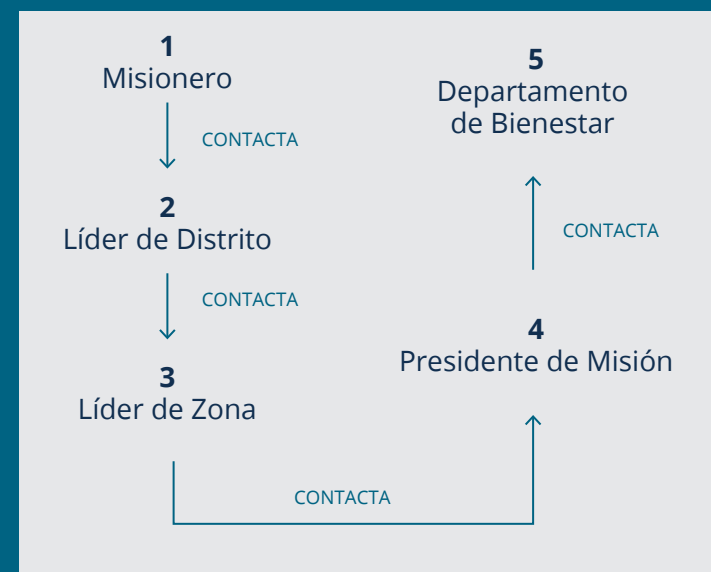 1
Misionero
CONTACTA
2
Líder de Distrito
CONTACTA
3
Líder de Zona
CONTACTA
4
Presidente de Misión
CONTACTA
5
Departamento
de Bienestar